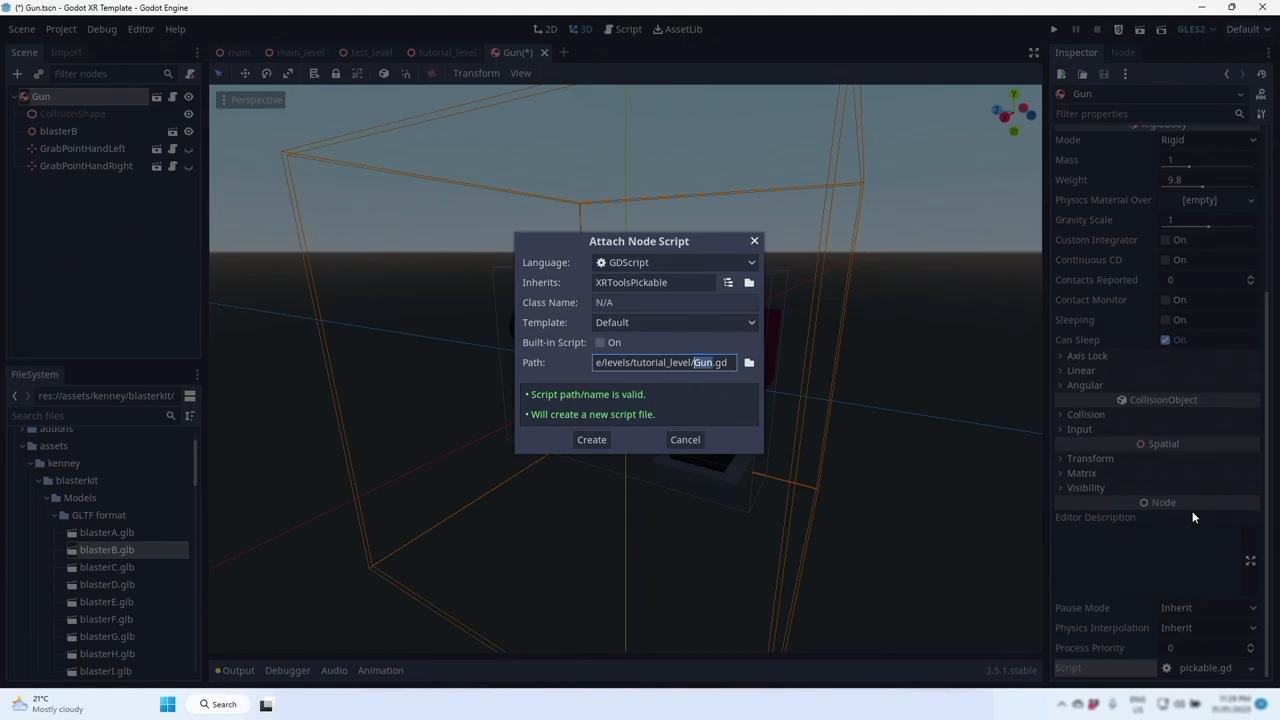 (*) Gun.tscn - Godot XR Template - Godot Engine
Scene Project Debug Editor Help
2D 3D Script AssetLib
GLES2 Default
Scene Import
main main_level test_level tutorial_level Gun(*)
Inspector Node
Filter nodes
Transform View
Gun
CollisionShape
blasterB
GrabPointHandLeft
GrabPointHandRight
Perspective
Y
Z
X
Gun
Filter properties
RigidBody
Mode Rigid
Mass 1
Weight 9.8
Physics Material Over [empty]
Gravity Scale 1
Custom Integrator On
Continuous CD On
Contacts Reported 0
Contact Monitor On
Sleeping On
Can Sleep On
Axis Lock
Linear
Angular
CollisionObject
Collision
Input
Spatial
Transform
Matrix
Visibility
Node
Editor Description
Pause Mode Inherit
Physics Interpolation Inherit
Process Priority 0
Script pickable.gd
Attach Node Script
Language: GDScript
Inherits: XRToolsPickable
Class Name: N/A
Template: Default
Built-in Script: On
Path: e/levels/tutorial_level/Gun.gd
• Script path/name is valid.
• Will create a new script file.
Create Cancel
FileSystem
res://assets/kenney/blasterkit/
Search files
addons
assets
kenney
blasterkit
Models
GLTF format
blasterA.glb
blasterB.glb
blasterC.glb
blasterD.glb
blasterE.glb
blasterF.glb
blasterG.glb
blasterH.glb
blasterI.glb
Output Debugger Audio Animation
3.5.1.stable
21°C
Mostly cloudy
Search